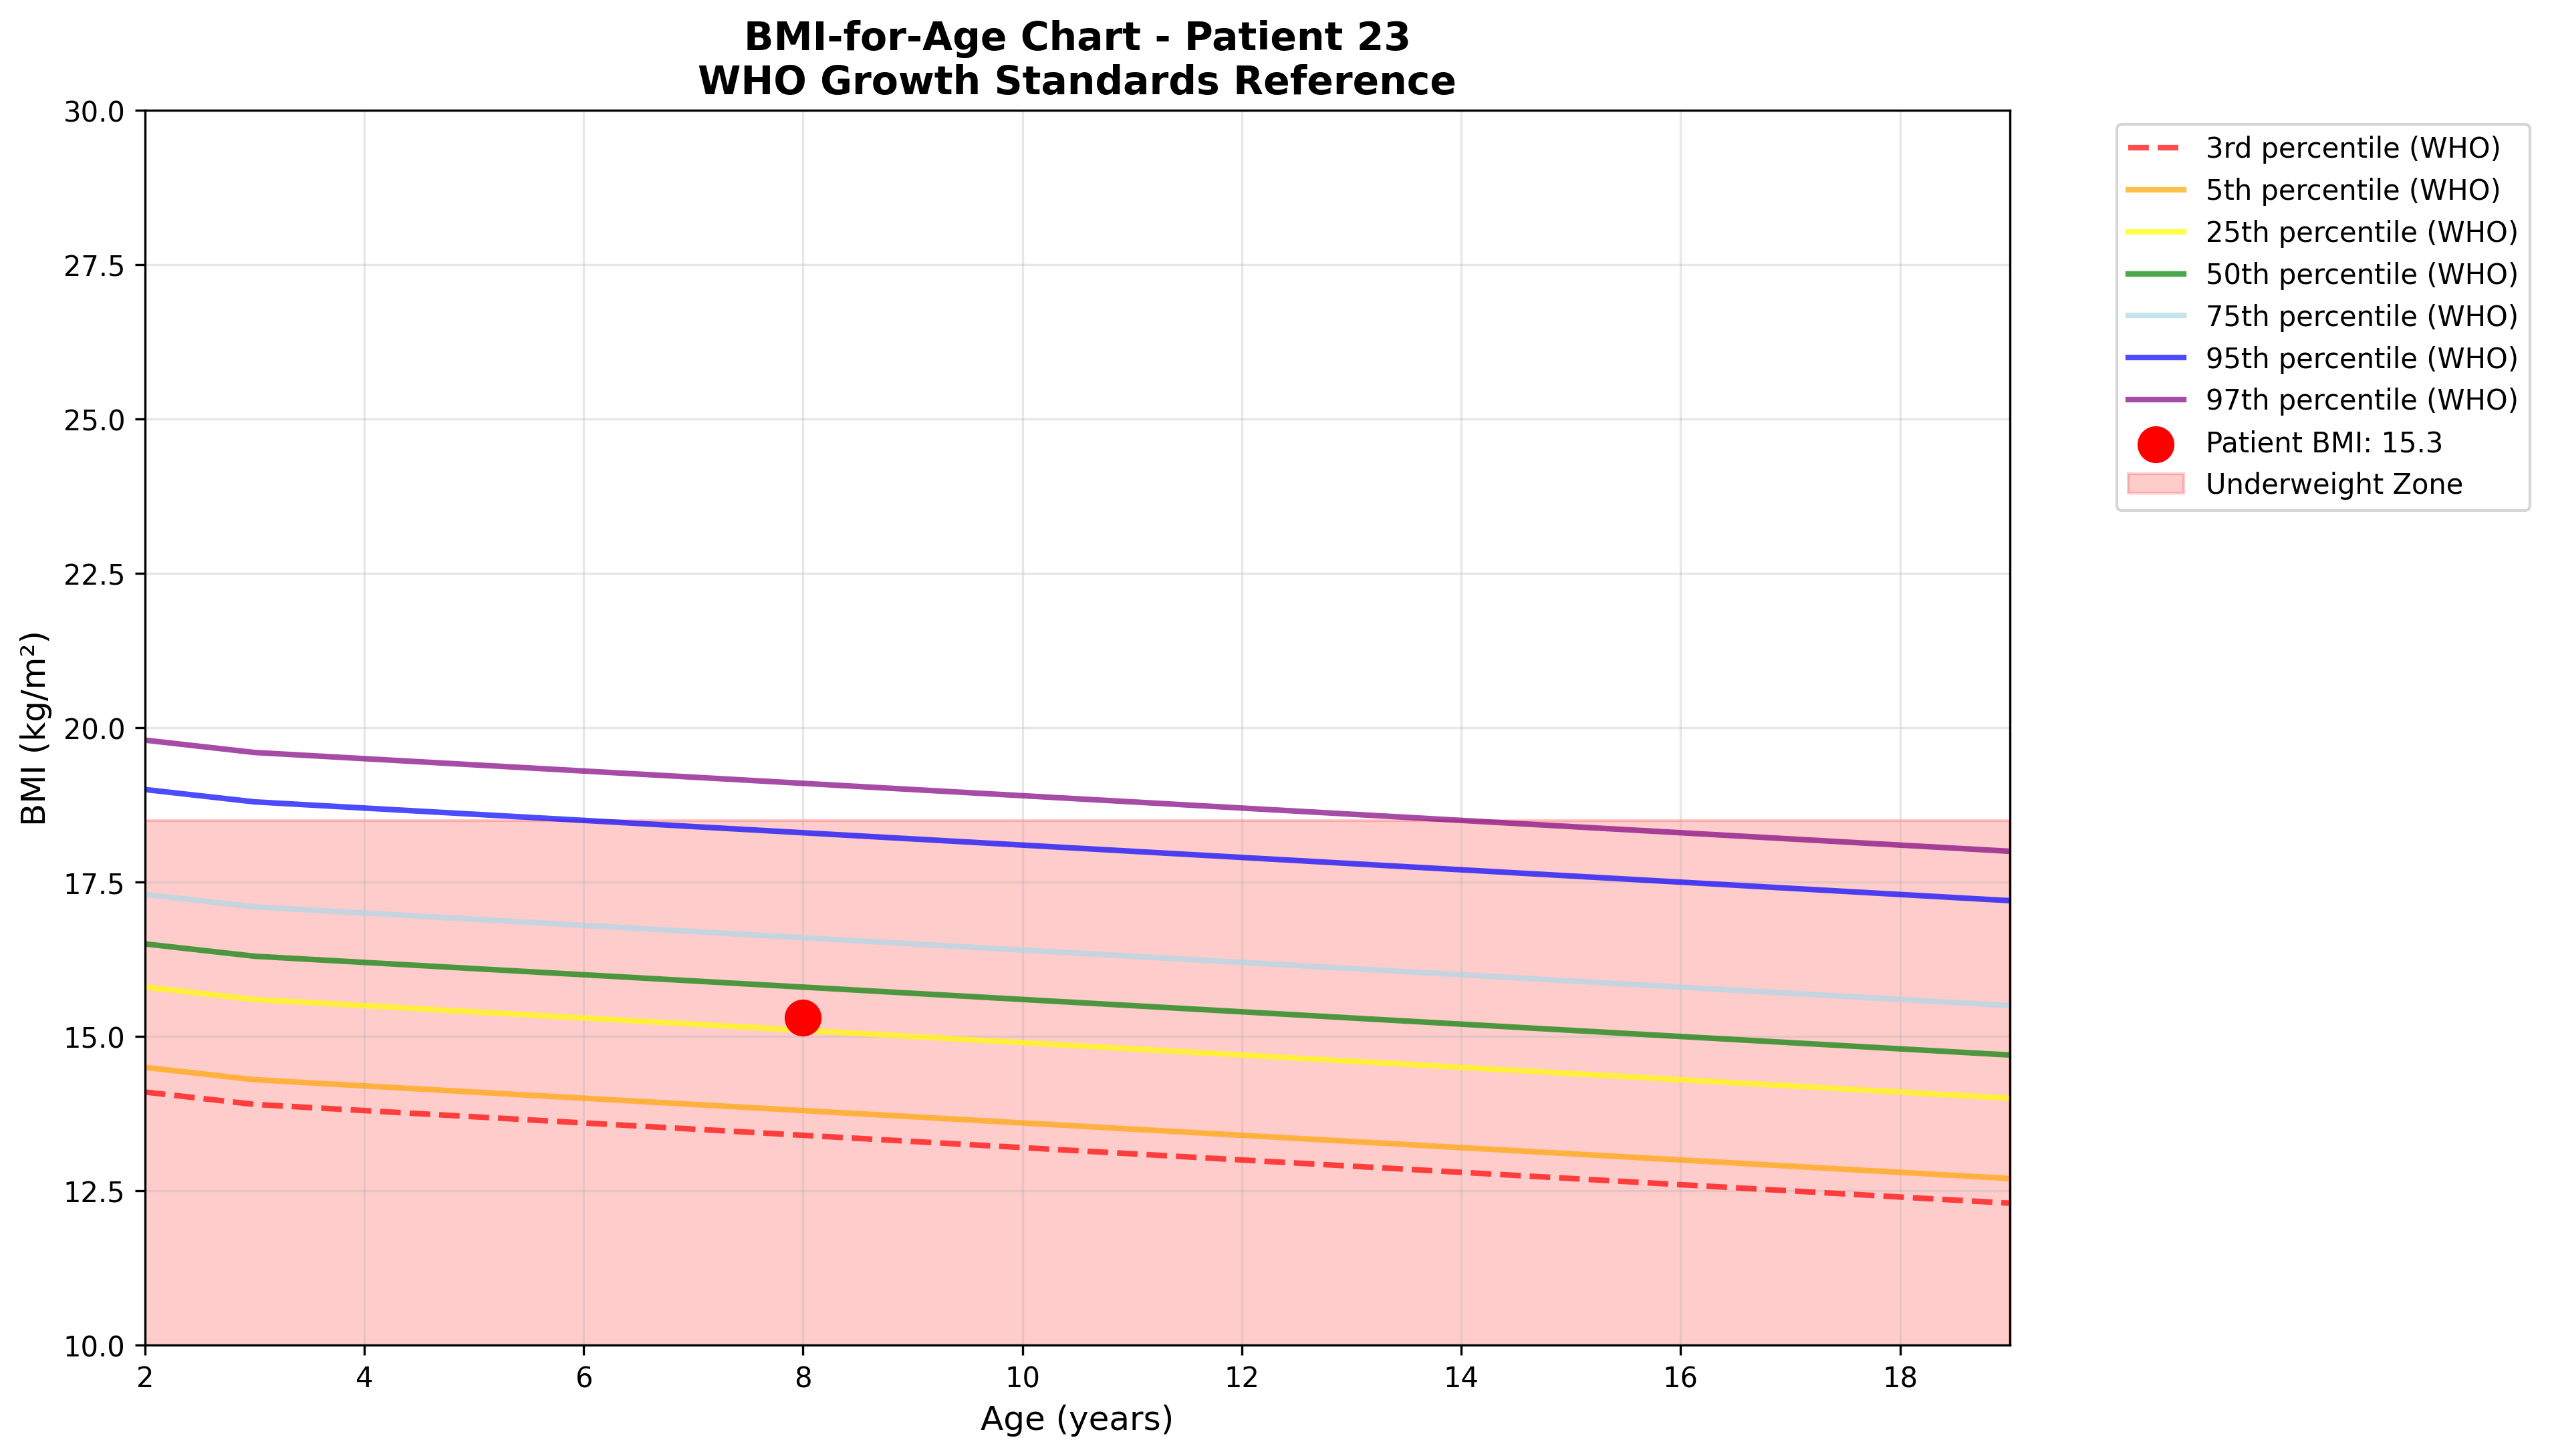 BMI-for-Age Chart - Patient 23
WHO Growth Standards Reference
BMI (kg/m²)
30.0
27.5
25.0
22.5
20.0
17.5
15.0
12.5
10.0
2 4 6 8 10 12 14 16 18
Age (years)
3rd percentile (WHO)
5th percentile (WHO)
25th percentile (WHO)
50th percentile (WHO)
75th percentile (WHO)
95th percentile (WHO)
97th percentile (WHO)
Patient BMI: 15.3
Underweight Zone